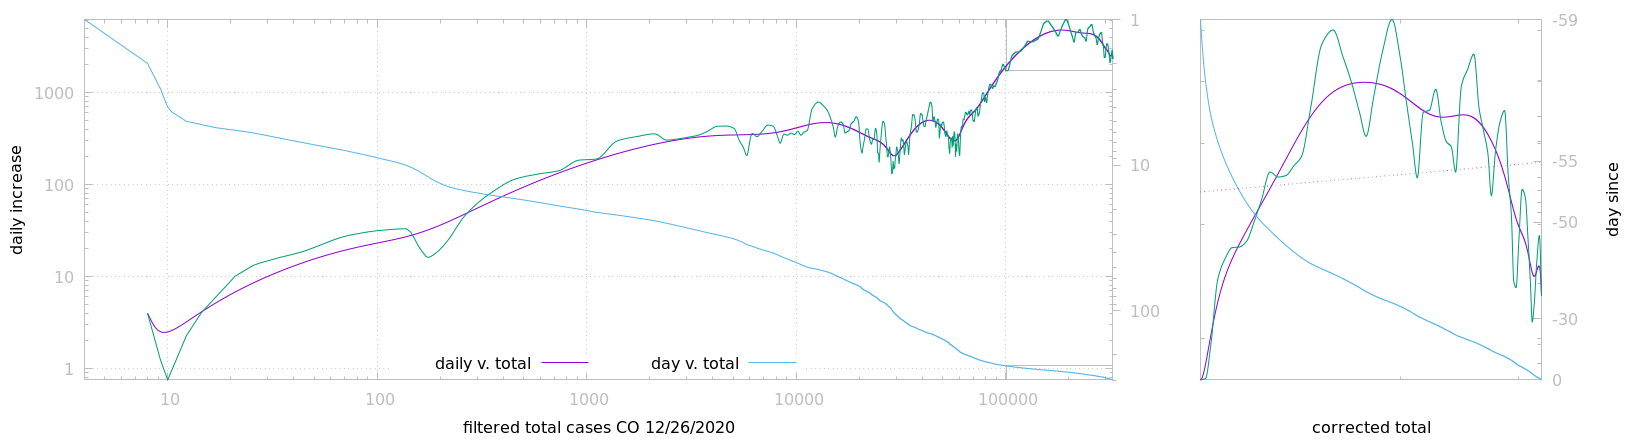 daily increase
1000
100
10
1
10
100
1000
10000
100000
1
10
100
daily v. total
day v. total
filtered total cases CO 12/26/2020
-59
-55
-50
-30
0
day since
corrected total